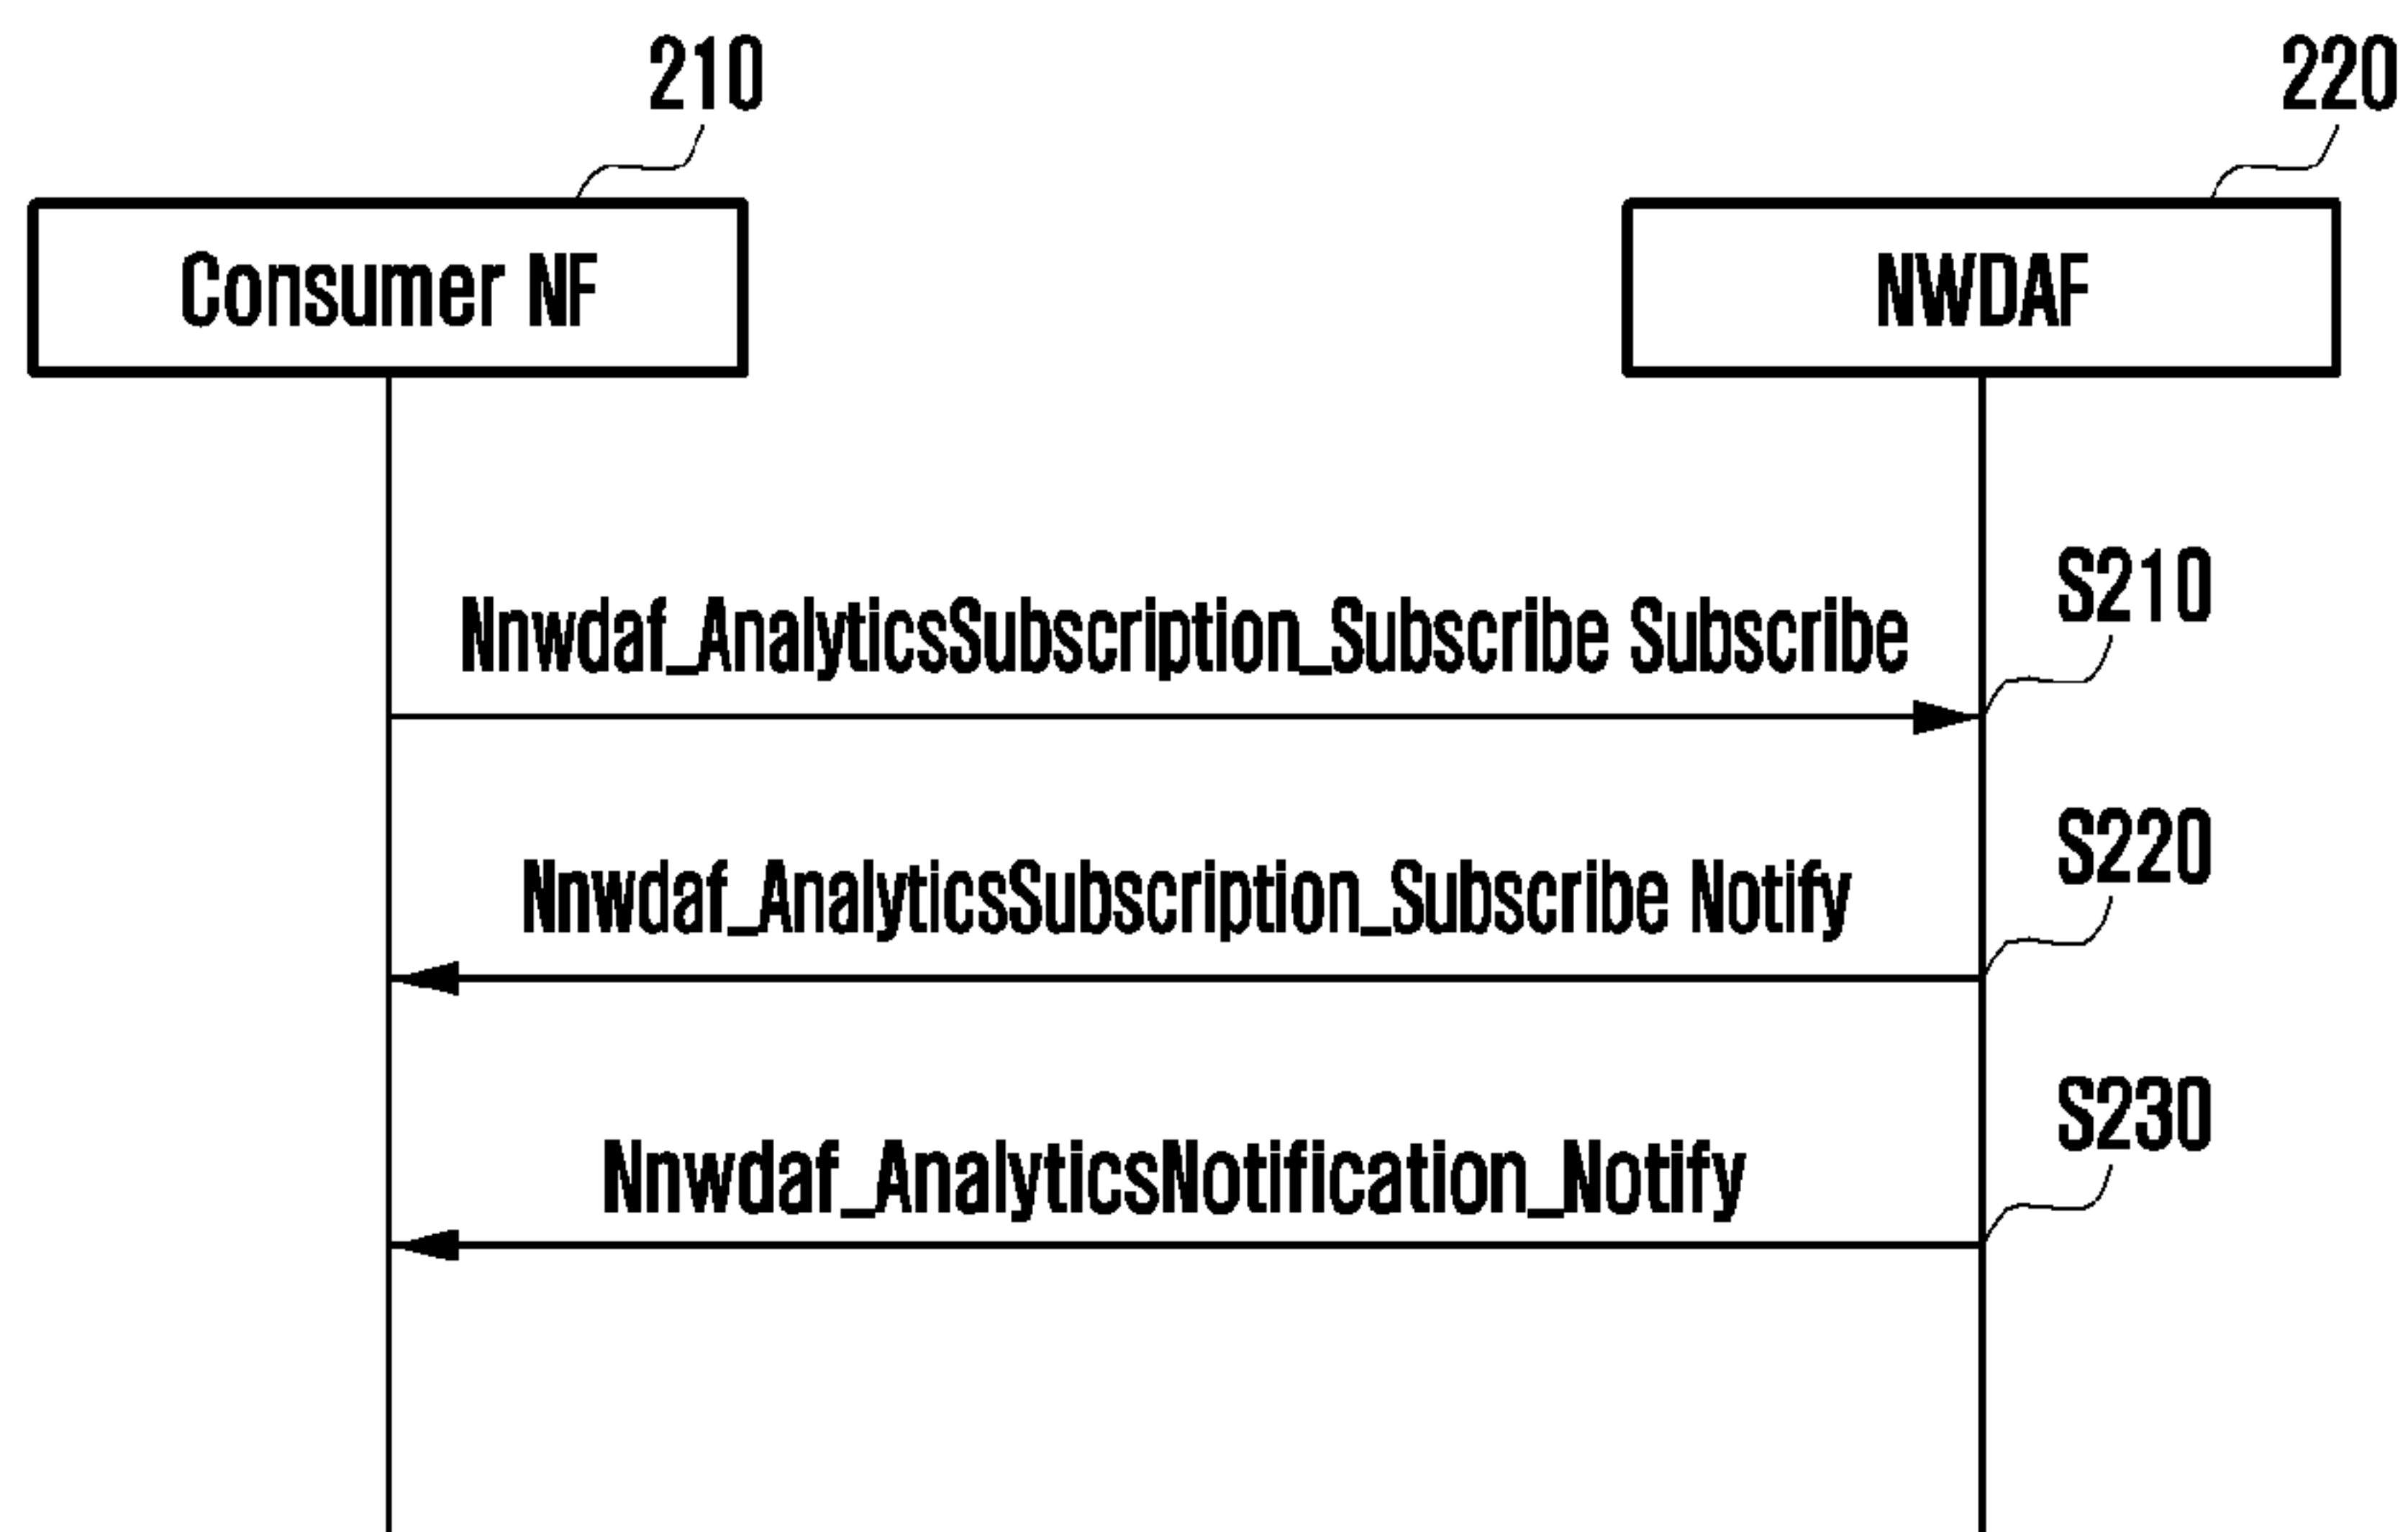 210
220
Consumer NF
NWDAF
S210
Nnwdaf_AnalyticsSubscription_Subscribe Subscribe
S220
Nnwdaf_AnalyticsSubscription_Subscribe Notify
S230
Nnwdaf_AnalyticsNotification_Notify